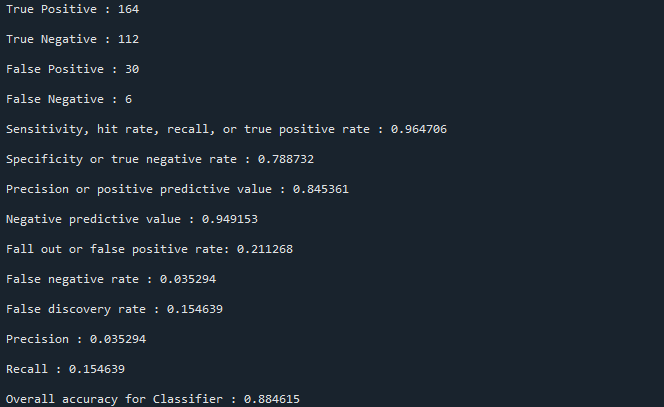 True Positive : 164
True Negative : 112
False Positive : 30
False Negative : 6
Sensitivity, hit rate, recall, or true positive rate : 0.964706
Specificity or true negative rate : 0.788732
Precision or positive predictive value : 0.845361
Negative predictive value : 0.949153
Fall out or false positive rate: 0.211268
False negative rate : 0.035294
False discovery rate : 0.154639
Precision : 0.035294
Recall : 0.154639
Overall accuracy for Classifier : 0.884615